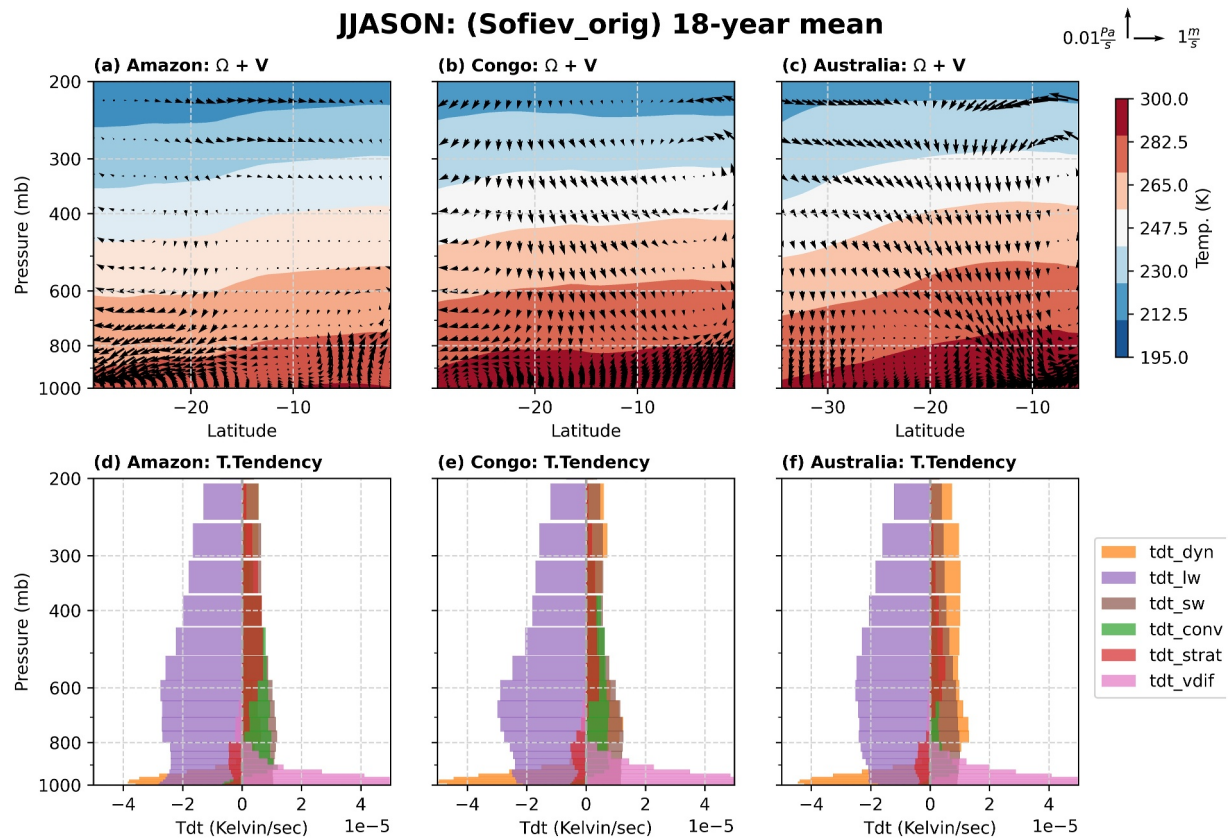 JJASON: (Sofiev_orig) 18-year mean
0.01 Pa/s 1 m/s
(a) Amazon: Ω + V
(b) Congo: Ω + V
(c) Australia: Ω + V
Pressure (mb)
200
300
400
600
800
1000
−20 −10
Latitude
−20 −10
Latitude
−30 −20 −10
Latitude
300.0
282.5
265.0
247.5
230.0
212.5
195.0
Temp. (K)
(d) Amazon: T.Tendency
(e) Congo: T.Tendency
(f) Australia: T.Tendency
Pressure (mb)
200
300
400
600
800
1000
−4 −2 0 2 4
Tdt (Kelvin/sec) 1e−5
−4 −2 0 2 4
Tdt (Kelvin/sec) 1e−5
−4 −2 0 2 4
Tdt (Kelvin/sec) 1e−5
tdt_dyn
tdt_lw
tdt_sw
tdt_conv
tdt_strat
tdt_vdif